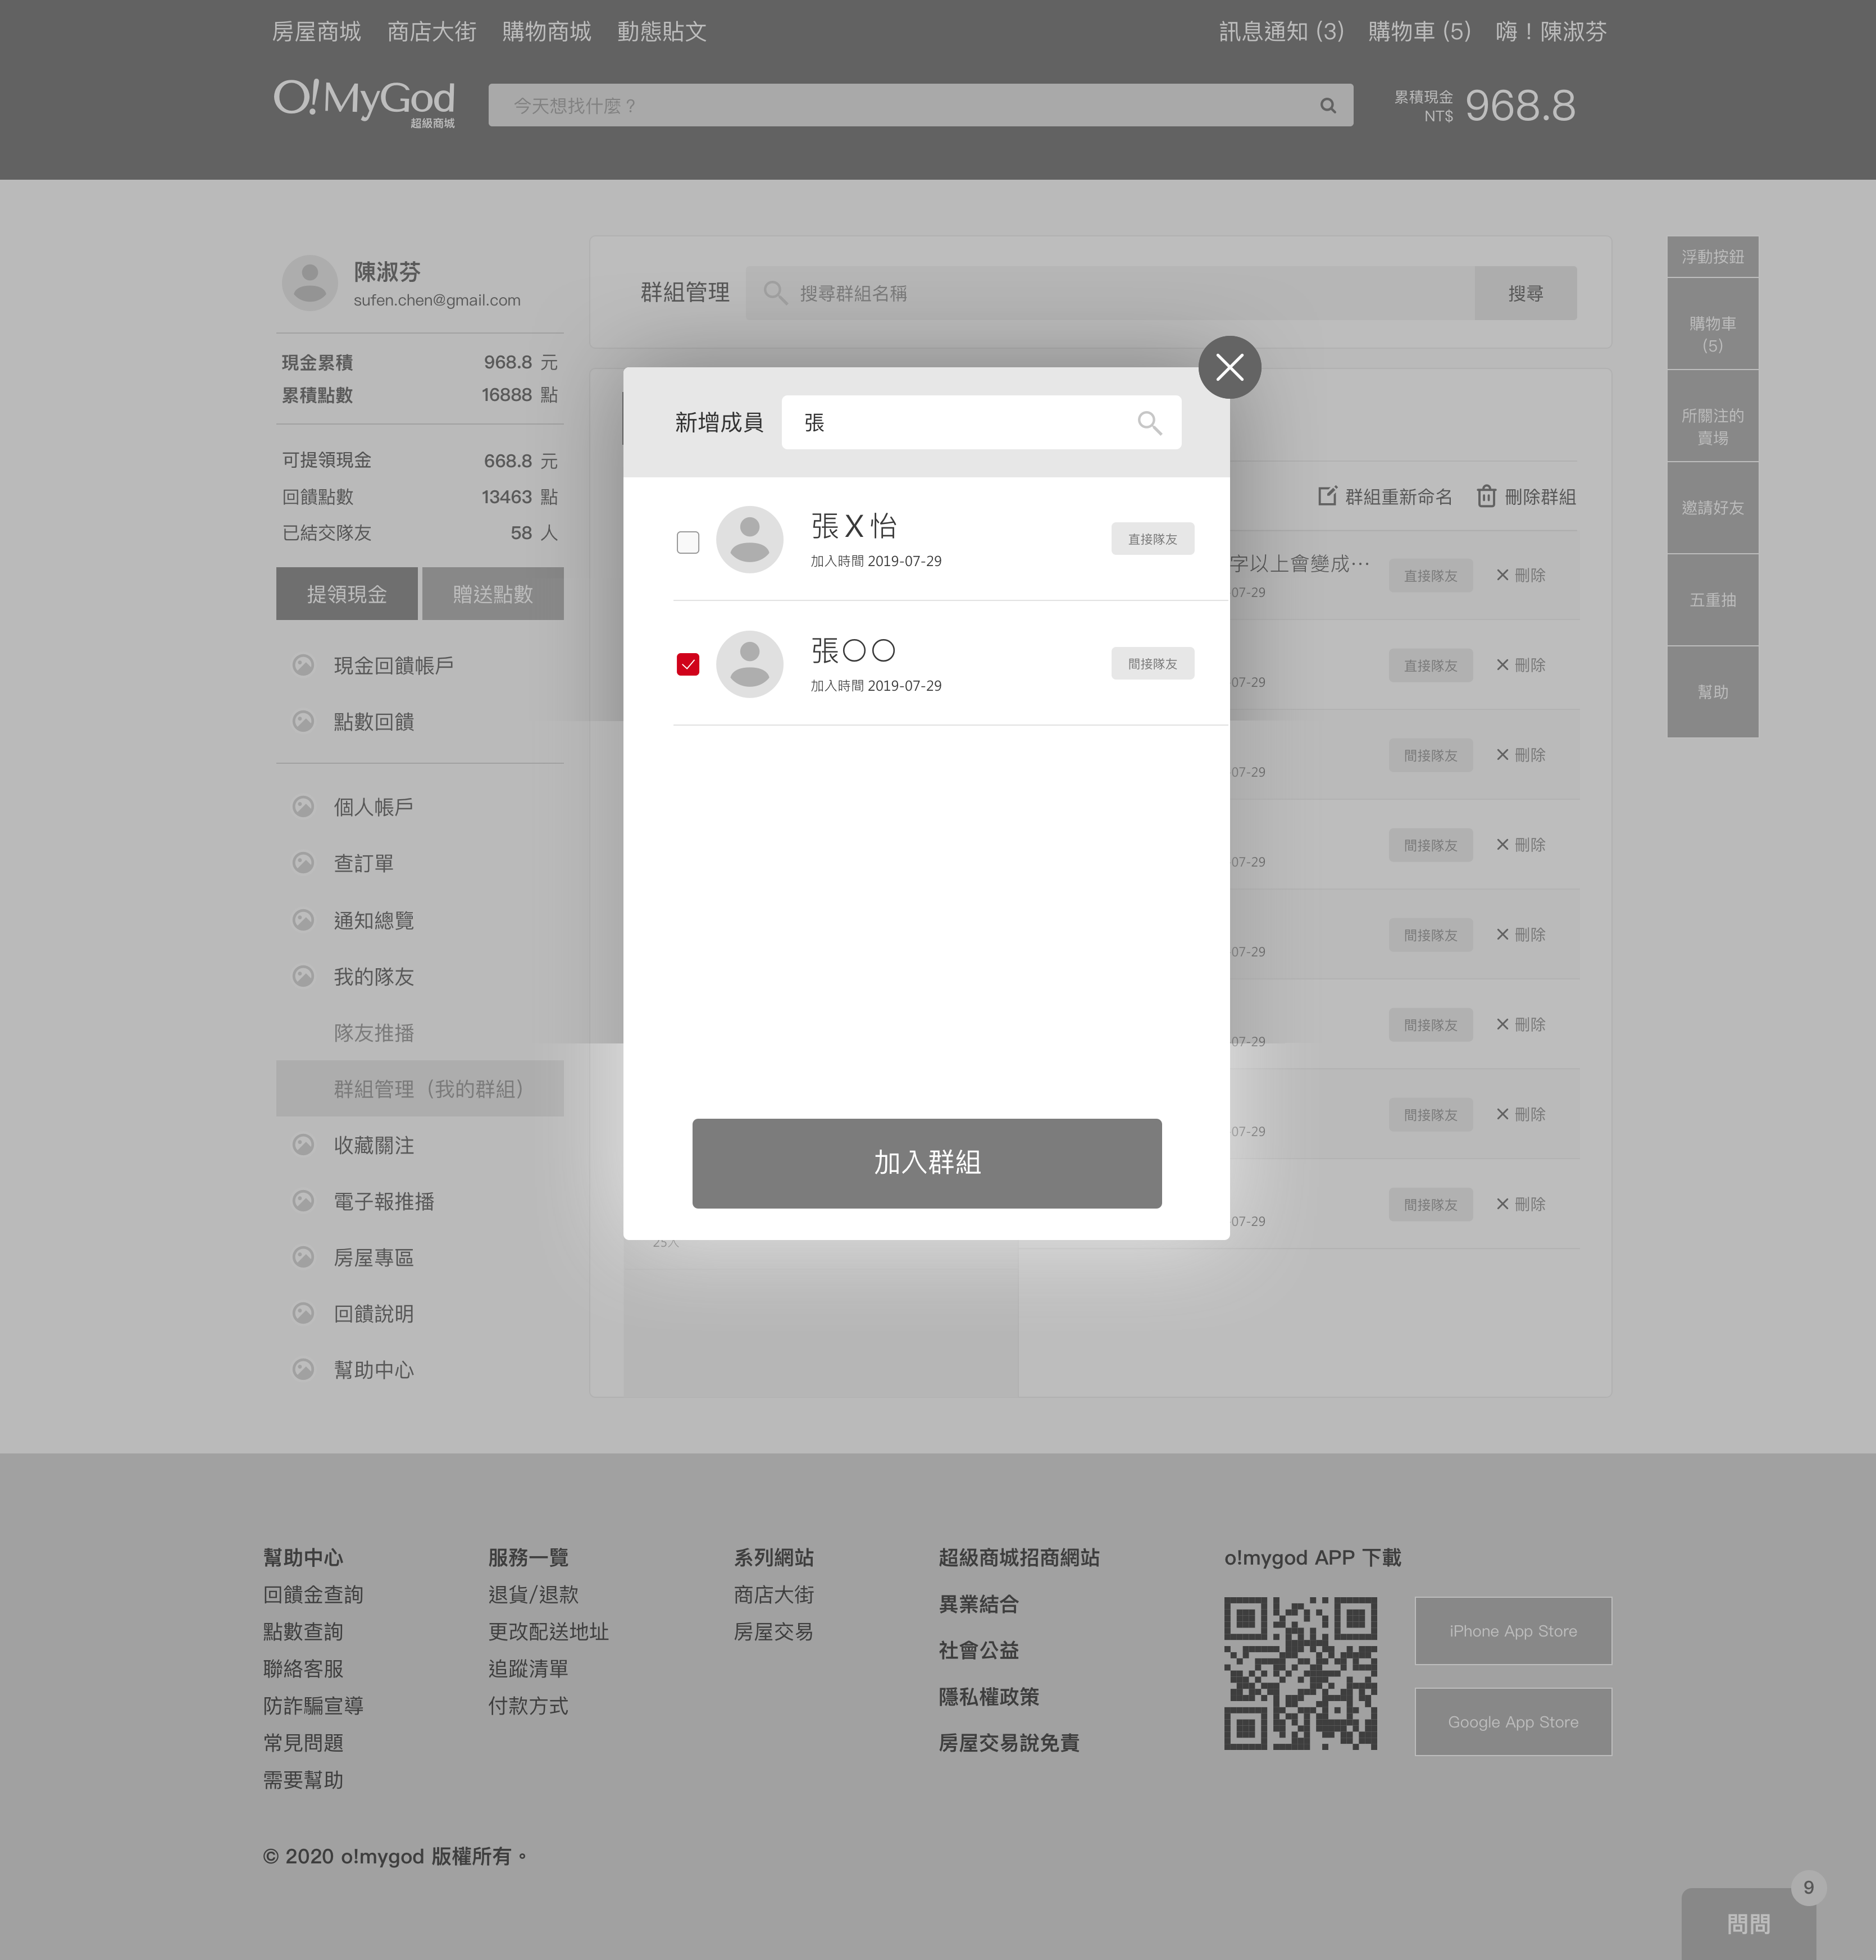 房屋商城 商店大街 購物商城 動態貼文 訊息通知 (3) 購物車 (5) 嗨！陳淑芬
O!MyGod
超級商城
今天想找什麼？
累積現金
NT$
968.8
陳淑芬
sufen.chen@gmail.com
現金累積 968.8 元
累積點數 16888 點
可提領現金 668.8 元
回饋點數 13463 點
已結交隊友 58 人
提領現金 贈送點數
現金回饋帳戶
點數回饋
個人帳戶
查訂單
通知總覽
我的隊友
隊友推播
群組管理（我的群組）
收藏關注
電子報推播
房屋專區
回饋說明
幫助中心
群組管理 搜尋群組名稱 搜尋
新增成員 張
張Ｘ怡
加入時間 2019-07-29
直接隊友
張〇〇
加入時間 2019-07-29
間接隊友
加入群組
25人
群組重新命名 刪除群組
字以上會變成⋯
07-29
直接隊友 刪除
07-29
直接隊友 刪除
07-29
間接隊友 刪除
07-29
間接隊友 刪除
07-29
間接隊友 刪除
07-29
間接隊友 刪除
07-29
間接隊友 刪除
07-29
間接隊友 刪除
浮動按鈕
購物車
(5)
所關注的
賣場
邀請好友
五重抽
幫助
幫助中心
回饋金查詢
點數查詢
聯絡客服
防詐騙宣導
常見問題
需要幫助
服務一覽
退貨/退款
更改配送地址
追蹤清單
付款方式
系列網站
商店大街
房屋交易
超級商城招商網站
異業結合
社會公益
隱私權政策
房屋交易說免責
o!mygod APP 下載
iPhone App Store
Google App Store
© 2020 o!mygod 版權所有。
9
問問